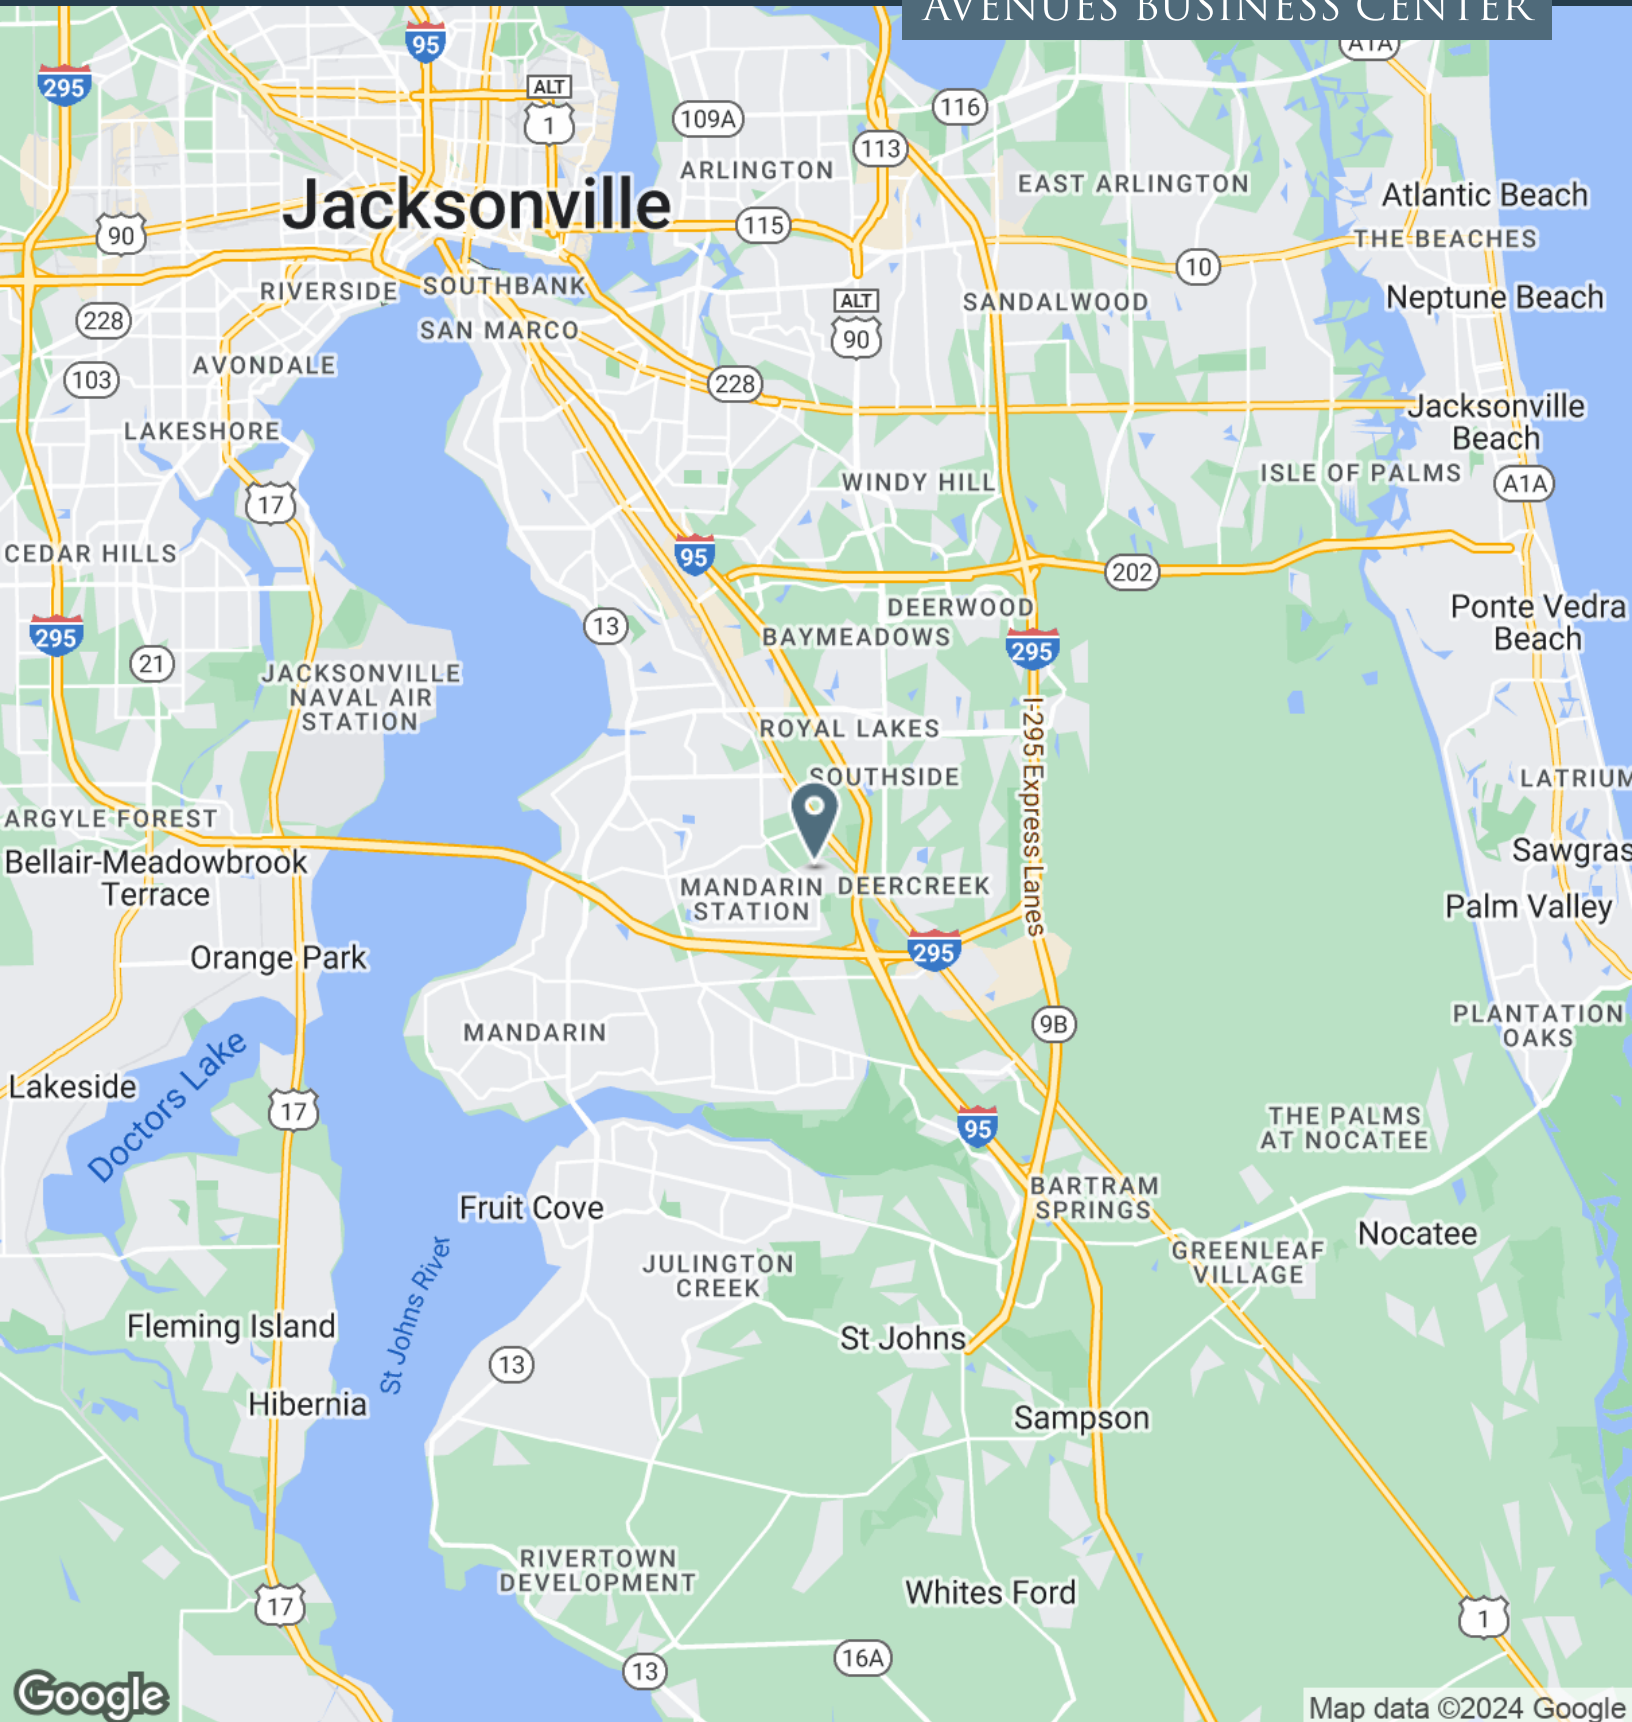 AVENUES BUSINESS CENTER
95
A1A
295
ALT
1
109A
116
113
ARLINGTON
EAST ARLINGTON
Atlantic Beach
Jacksonville
90
115
THE BEACHES
10
RIVERSIDE
SOUTHBANK
ALT
90
SANDALWOOD
Neptune Beach
228
SAN MARCO
AVONDALE
103
228
Jacksonville
Beach
LAKESHORE
WINDY HILL
ISLE OF PALMS
A1A
17
CEDAR HILLS
95
202
295
13
DEERWOOD
Ponte Vedra
Beach
BAYMEADOWS
295
21
JACKSONVILLE
NAVAL AIR
STATION
ROYAL LAKES
I-295 Express Lanes
SOUTHSIDE
LATRIUM
ARGYLE FOREST
Bellair-Meadowbrook
Terrace
Sawgras
MANDARIN
STATION
DEERCREEK
Palm Valley
Orange Park
295
MANDARIN
9B
PLANTATION
OAKS
Doctors Lake
Lakeside
17
95
THE PALMS
AT NOCATEE
BARTRAM
SPRINGS
Fruit Cove
Nocatee
JULINGTON
CREEK
GREENLEAF
VILLAGE
St Johns River
Fleming Island
St Johns
13
Hibernia
Sampson
RIVERTOWN
DEVELOPMENT
Whites Ford
17
1
13
16A
Google
Map data ©2024 Google